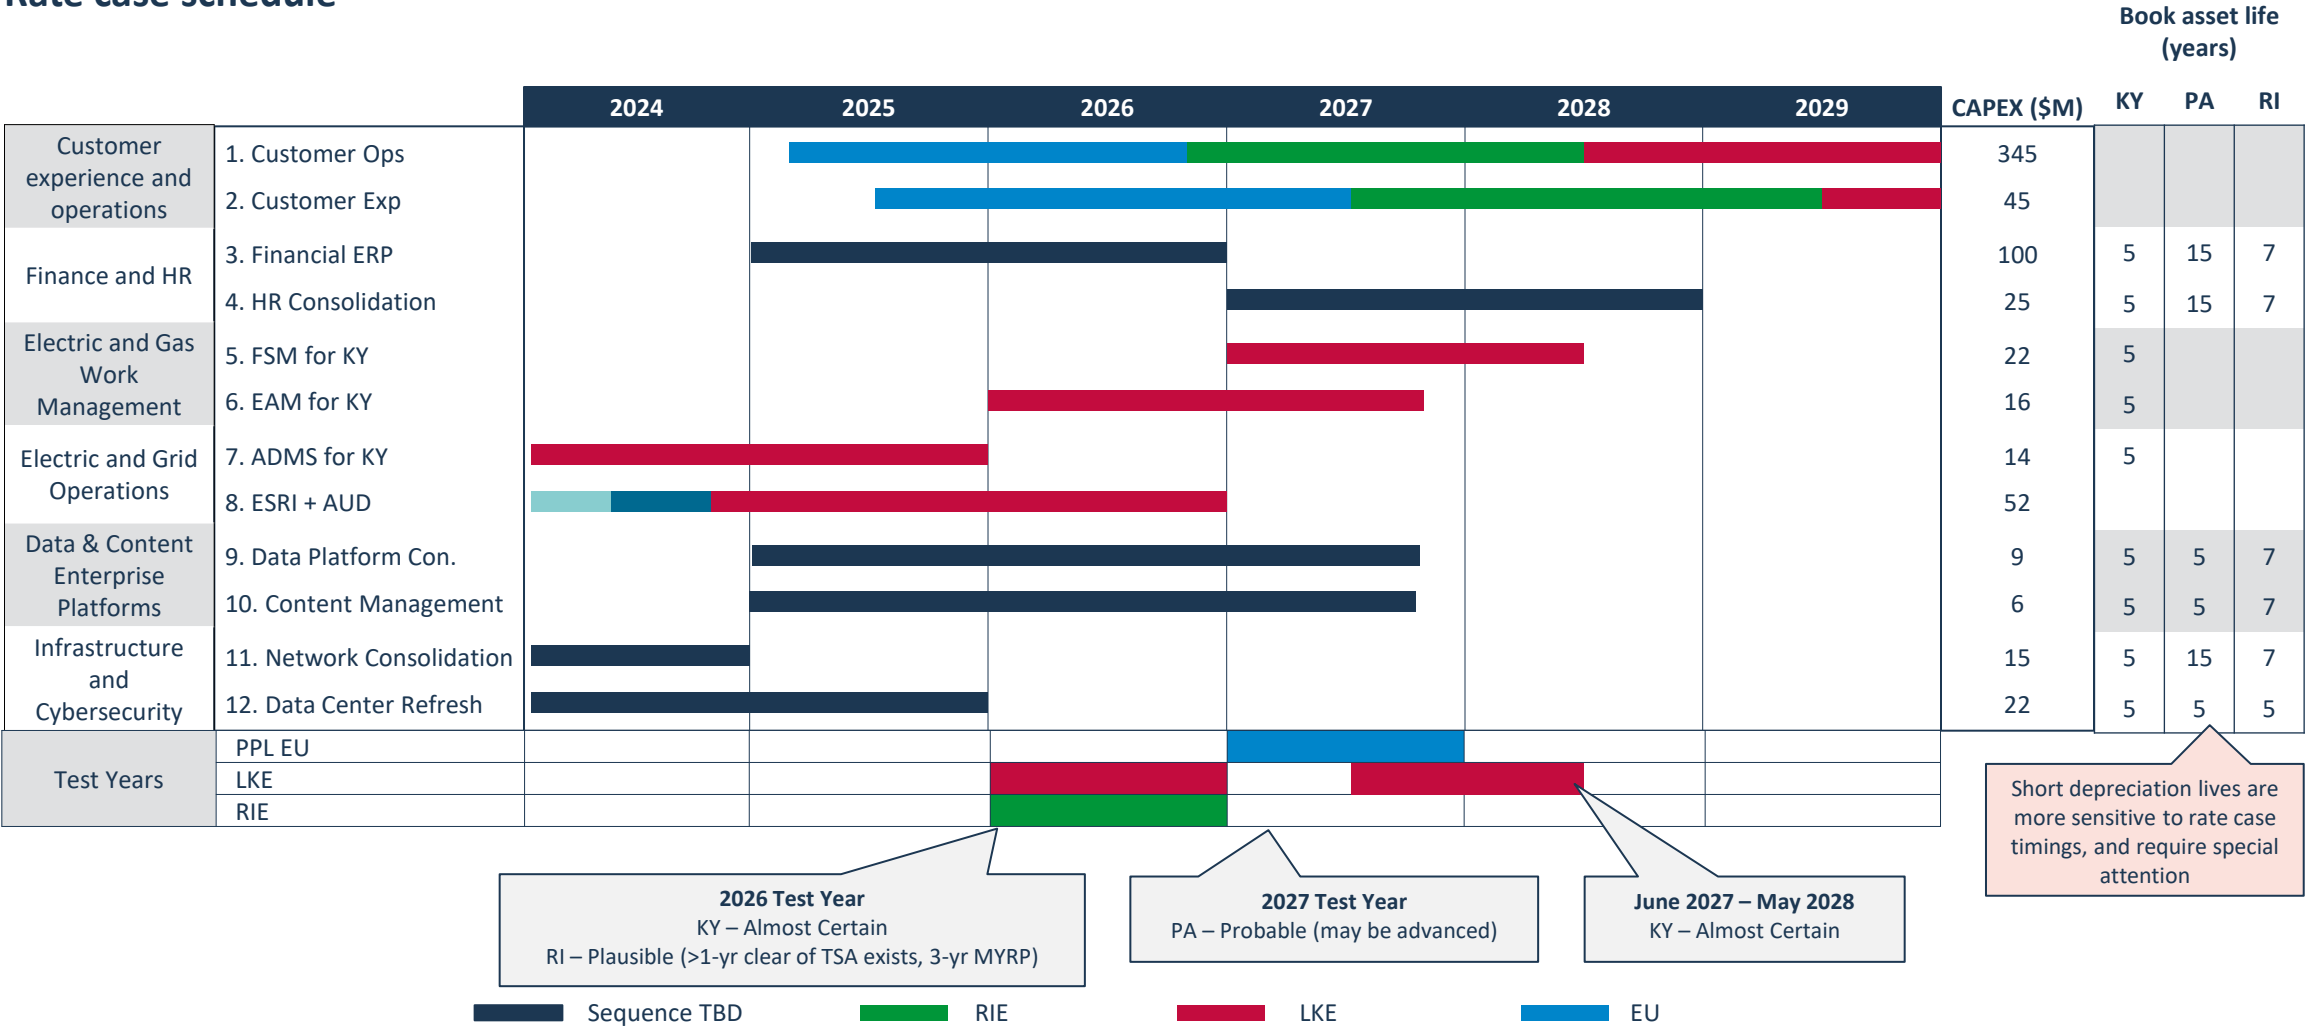 Rate case schedule
Book asset life
(years)
2024 2025 2026 2027 2028 2029 CAPEX ($M) KY PA RI
Customer
experience and
operations
1. Customer Ops 345
2. Customer Exp 45
Finance and HR
3. Financial ERP 100 5 15 7
4. HR Consolidation 25 5 15 7
Electric and Gas
Work
Management
5. FSM for KY 22 5
6. EAM for KY 16 5
Electric and Grid
Operations
7. ADMS for KY 14 5
8. ESRI + AUD 52
Data & Content
Enterprise
Platforms
9. Data Platform Con. 9 5 5 7
10. Content Management 6 5 5 7
Infrastructure
and
Cybersecurity
11. Network Consolidation 15 5 15 7
12. Data Center Refresh 22 5 5 5
Test Years
PPL EU
LKE
RIE
Short depreciation lives are
more sensitive to rate case
timings, and require special
attention
2026 Test Year
KY – Almost Certain
RI – Plausible (>1-yr clear of TSA exists, 3-yr MYRP)
2027 Test Year
PA – Probable (may be advanced)
June 2027 – May 2028
KY – Almost Certain
Sequence TBD RIE LKE EU